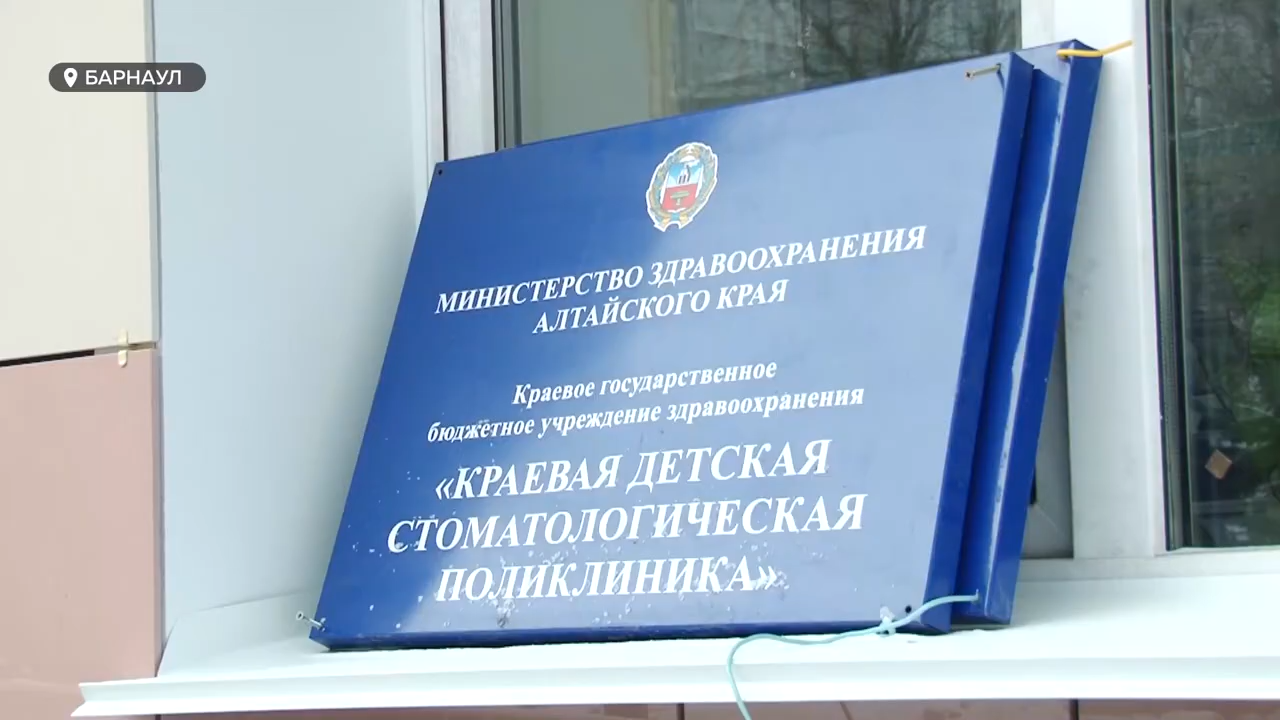 БАРНАУЛ
МИНИСТЕРСТВО ЗДРАВООХРАНЕНИЯ
АЛТАЙСКОГО КРАЯ
Краевое государственное
бюджетное учреждение здравоохранения
«КРАЕВАЯ ДЕТСКАЯ
СТОМАТОЛОГИЧЕСКАЯ
ПОЛИКЛИНИКА»